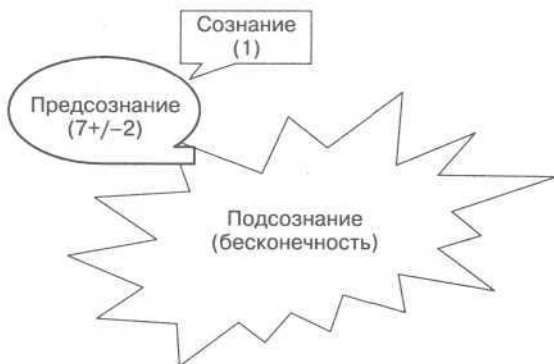 Сознание
(1)
Предсознание
(7+/−2)
Подсознание
(бесконечность)